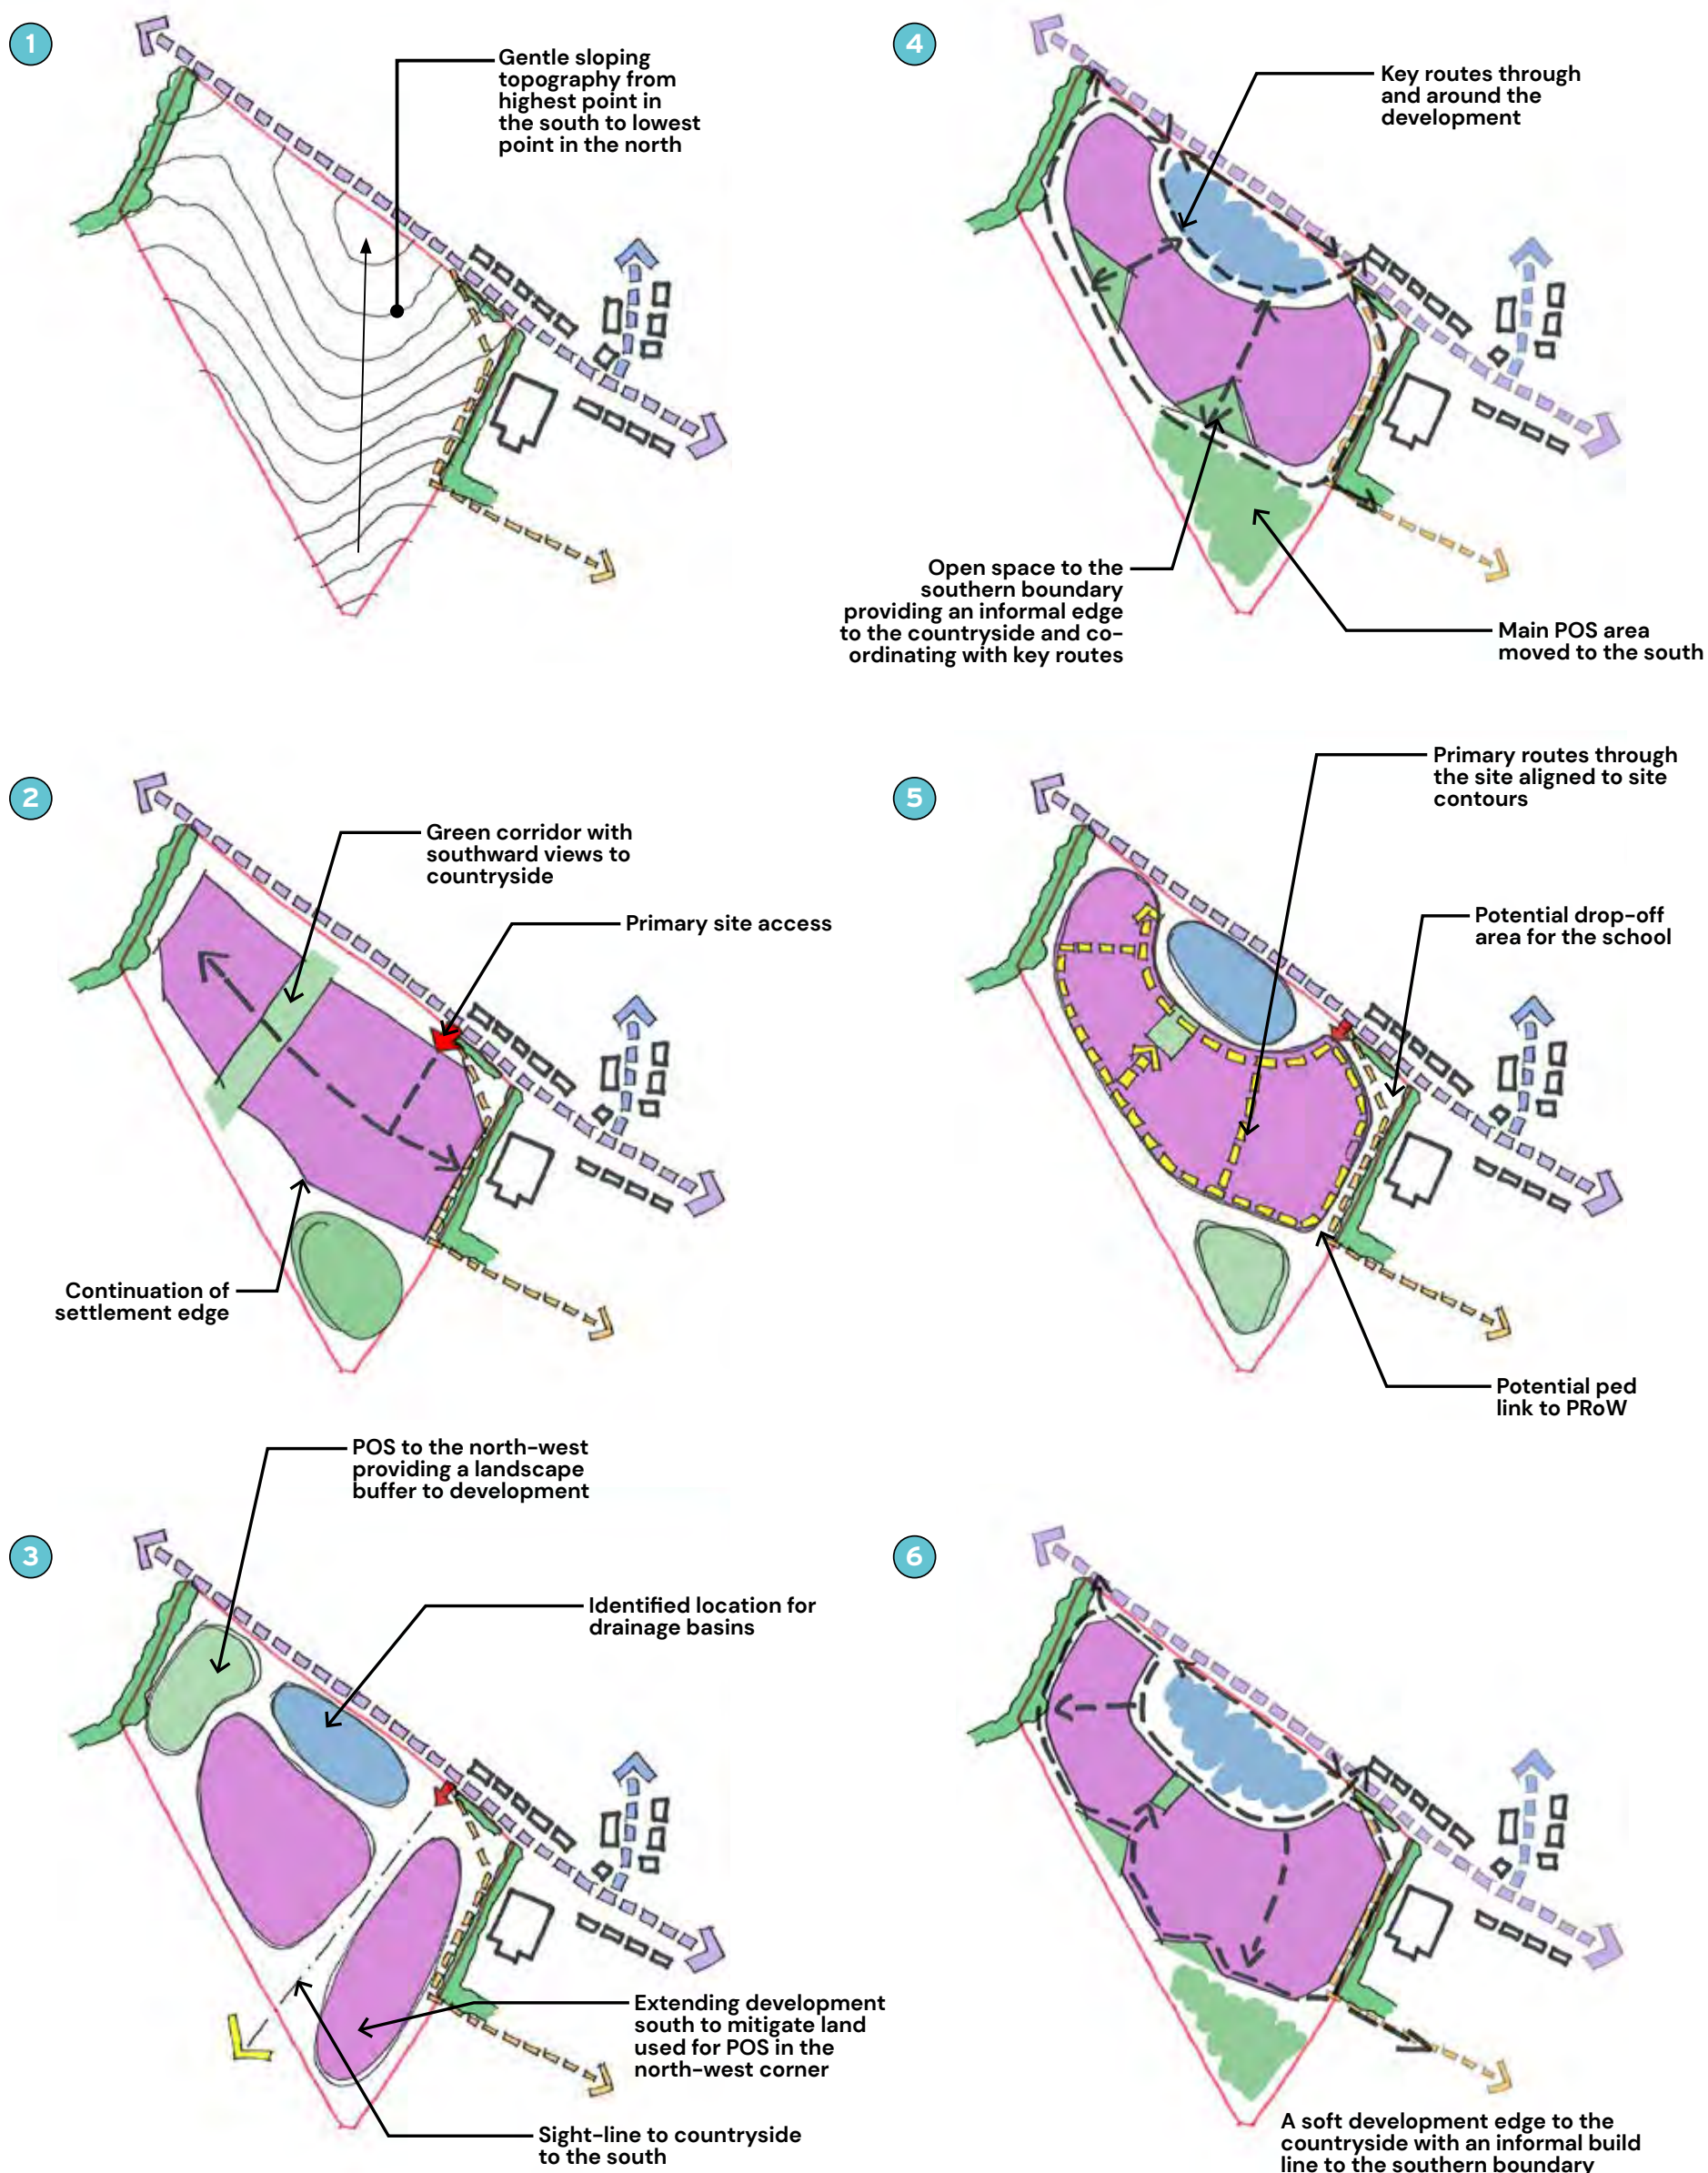 1
Gentle sloping
topography from
highest point in
the south to lowest
point in the north
2
Green corridor with
southward views to
countryside
Primary site access
Continuation of
settlement edge
3
POS to the north-west
providing a landscape
buffer to development
Identified location for
drainage basins
Extending development
south to mitigate land
used for POS in the
north-west corner
Sight-line to countryside
to the south
4
Key routes through
and around the
development
Open space to the
southern boundary
providing an informal edge
to the countryside and co-
ordinating with key routes
Main POS area
moved to the south
5
Primary routes through
the site aligned to site
contours
Potential drop-off
area for the school
Potential ped
link to PRoW
6
A soft development edge to the
countryside with an informal build
line to the southern boundary